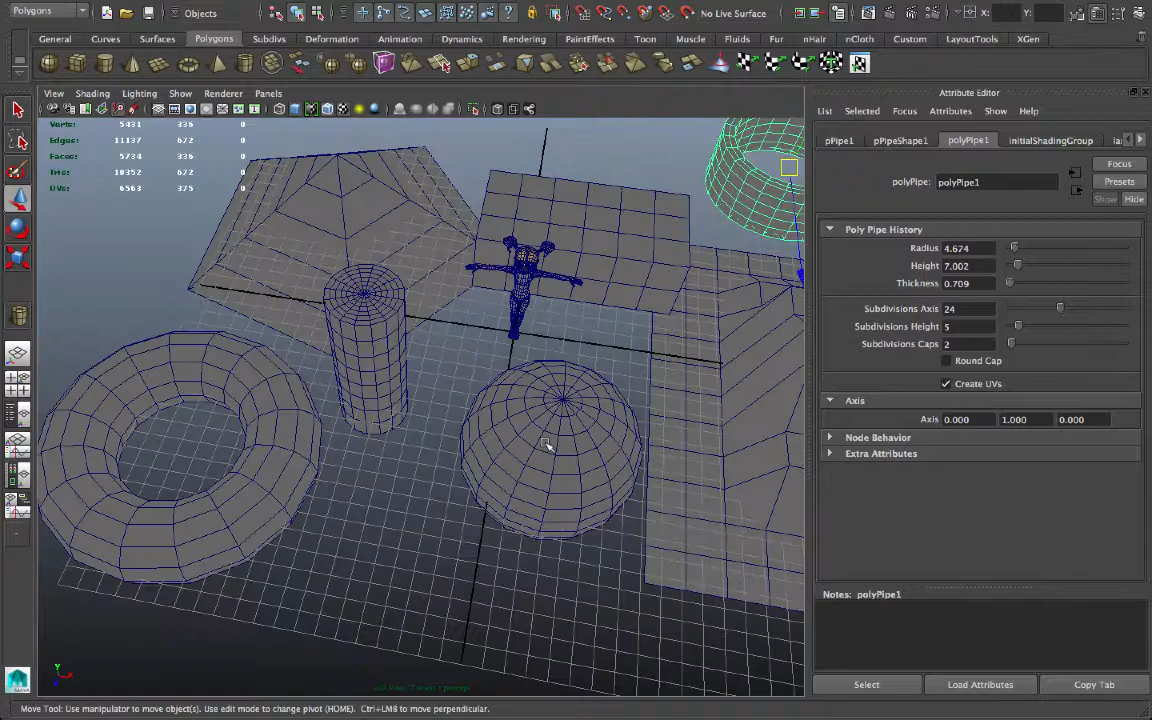 Polygons
Objects
No Live Surface
X:
Y:
General Curves Surfaces Polygons Subdivs Deformation Animation Dynamics Rendering PaintEffects Toon Muscle Fluids Fur nHair nCloth Custom LayoutTools XGen
View Shading Lighting Show Renderer Panels
Attribute Editor
List Selected Focus Attributes Show Help
Verts: 5431 336 0
Edges: 11137 672 0
Faces: 5734 336 0
Tris: 10352 672 0
UVs: 6563 375 0
pPipe1 pPipeShape1 polyPipe1 initialShadingGroup
Focus
polyPipe: polyPipe1
Presets
Show Hide
Poly Pipe History
Radius 4.674
Height 7.002
Thickness 0.709
Subdivisions Axis 24
Subdivisions Height 5
Subdivisions Caps 2
Round Cap
Create UVs
Axis
Axis 0.000 1.000 0.000
Node Behavior
Extra Attributes
Notes: polyPipe1
Select Load Attributes Copy Tab
Move Tool: Use manipulator to move object(s). Use edit mode to change pivot (HOME). Ctrl+LMB to move perpendicular.